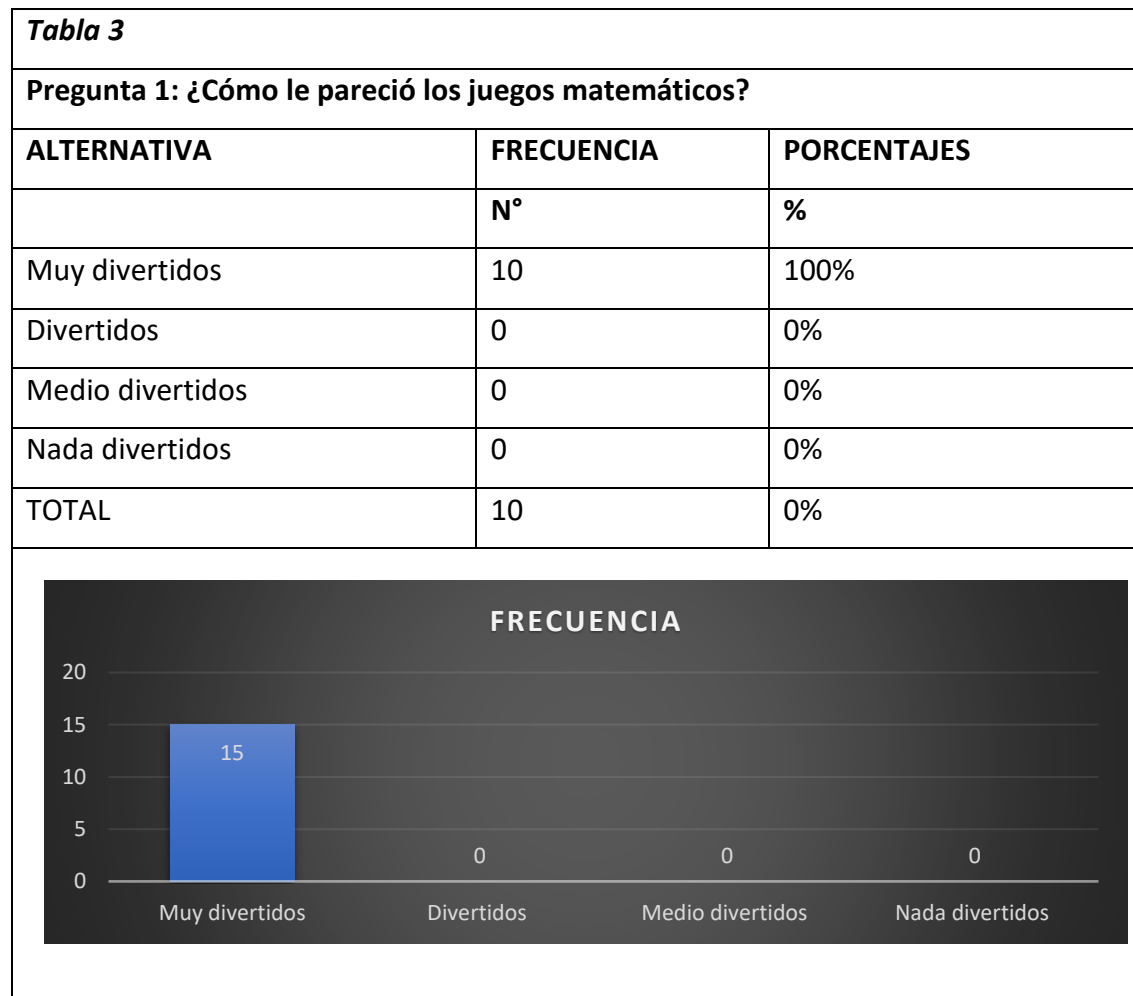 Tabla 3
Pregunta 1: ¿Cómo le pareció los juegos matemáticos?
ALTERNATIVA FRECUENCIA PORCENTAJES
N° %
Muy divertidos 10 100%
Divertidos 0 0%
Medio divertidos 0 0%
Nada divertidos 0 0%
TOTAL 10 0%
FRECUENCIA
20
15
15
10
5
0 0 0
0
Muy divertidos Divertidos Medio divertidos Nada divertidos